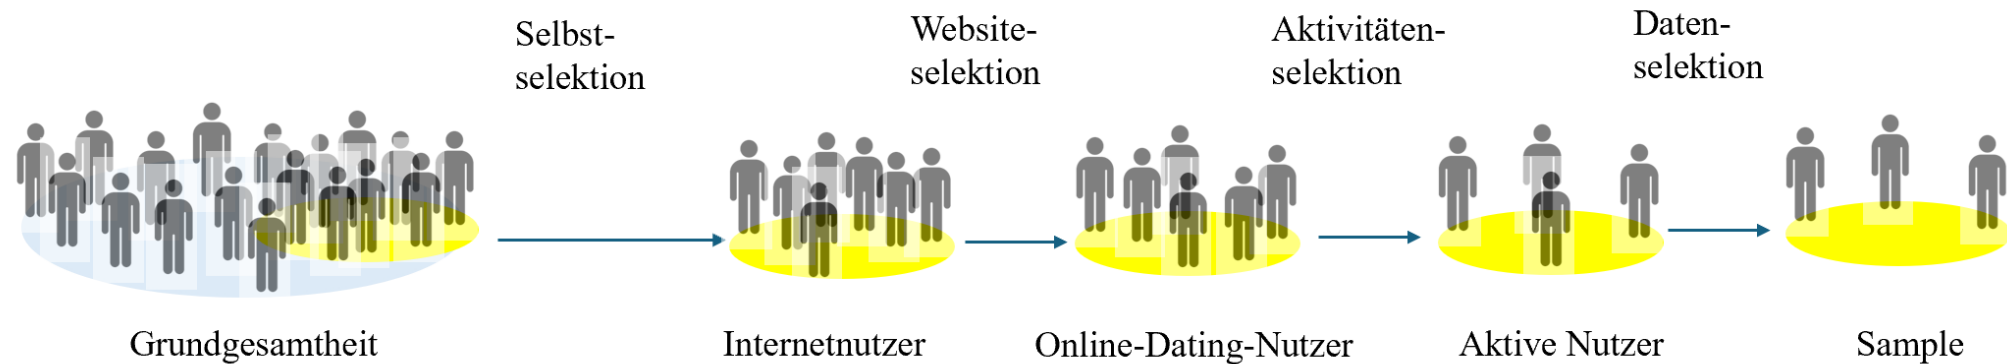 Selbst-
selektion
Website-
selektion
Aktivitäten-
selektion
Daten-
selektion
Grundgesamtheit
Internetnutzer
Online-Dating-Nutzer
Aktive Nutzer
Sample